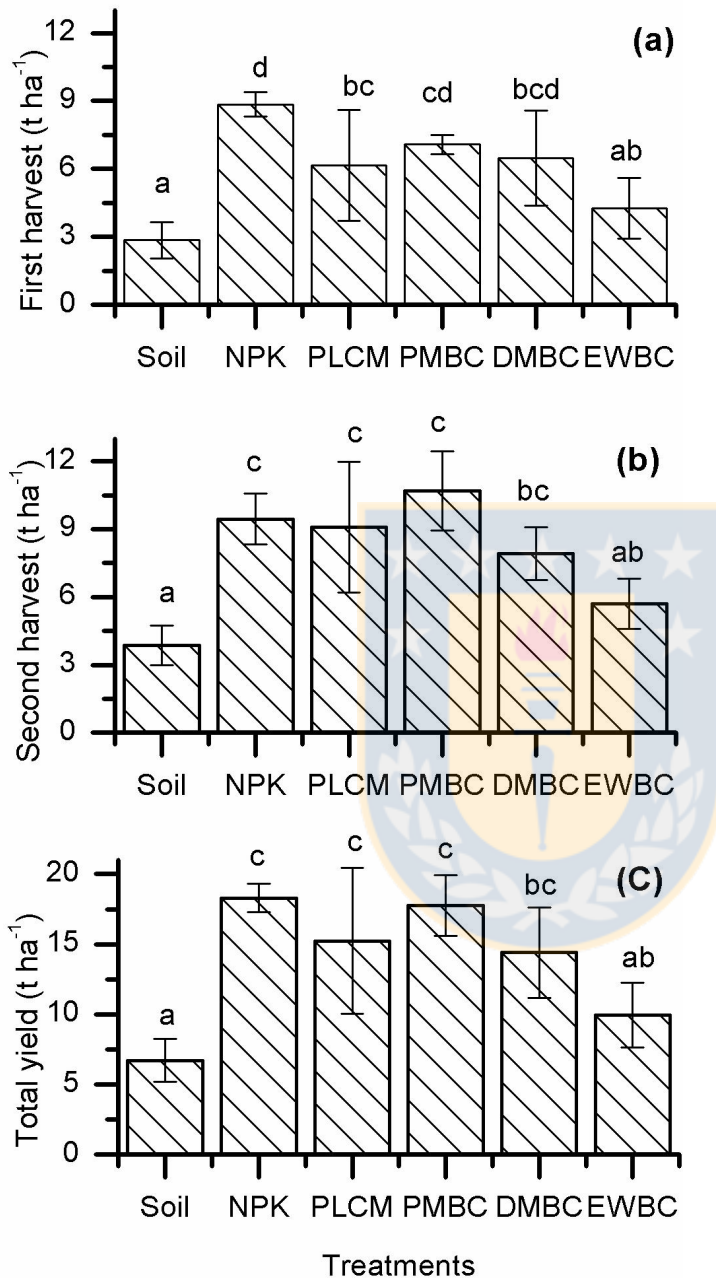 (a)
First harvest (t ha⁻¹)
12
9
6
3
0
a
d
bc
cd
bcd
ab
Soil NPK PLCM PMBC DMBC EWBC
(b)
Second harvest (t ha⁻¹)
12
9
6
3
0
a
c
c
c
bc
ab
Soil NPK PLCM PMBC DMBC EWBC
(C)
Total yield (t ha⁻¹)
20
15
10
5
0
a
c
c
c
bc
ab
Soil NPK PLCM PMBC DMBC EWBC
Treatments